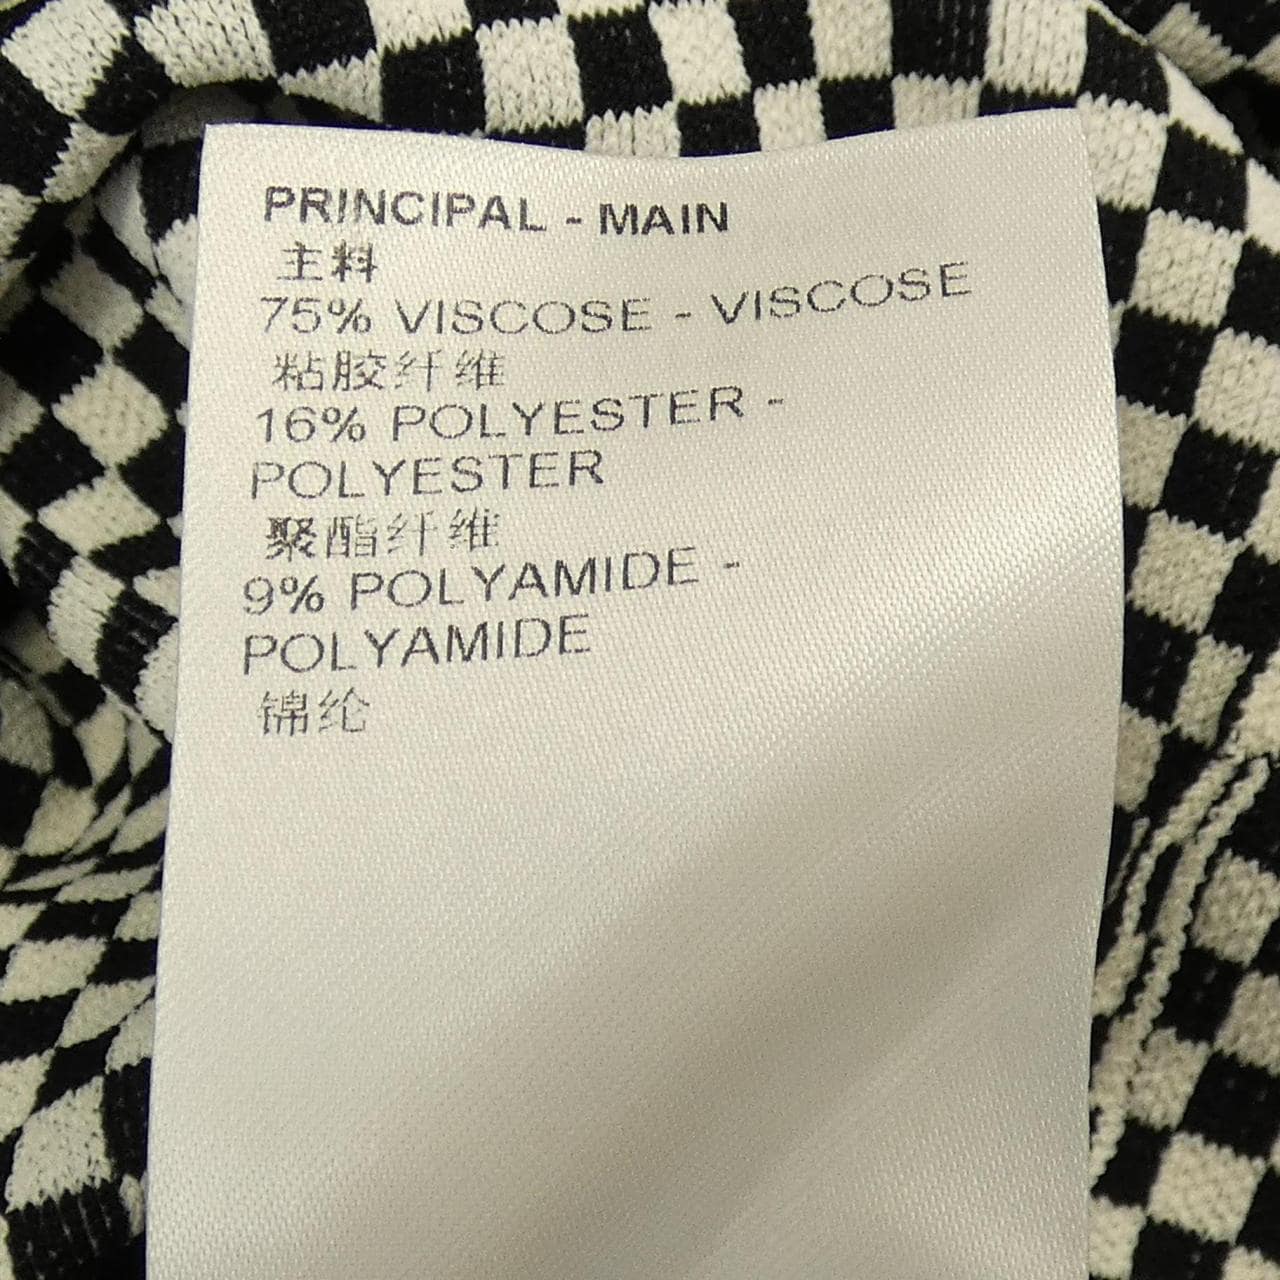 PRINCIPAL - MAIN
主料
75% VISCOSE - VISCOSE
粘胶纤维
16% POLYESTER -
POLYESTER
聚酯纤维
9% POLYAMIDE -
POLYAMIDE
锦纶